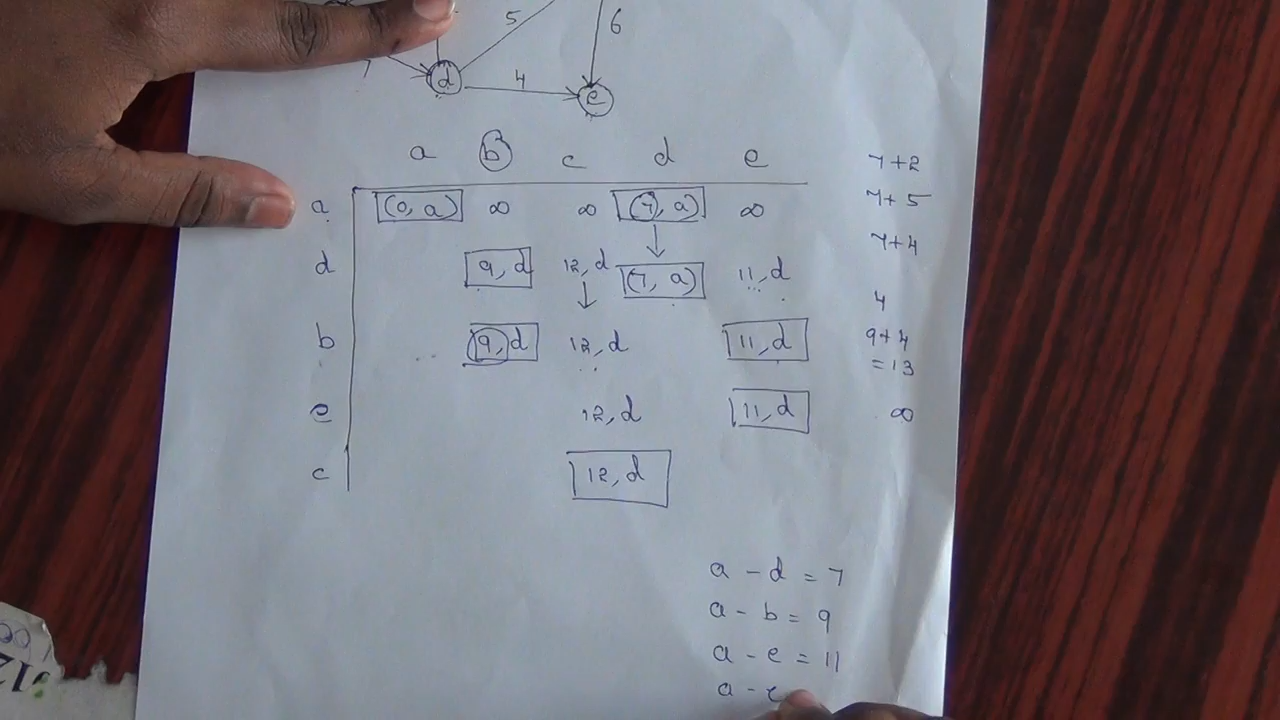 5 6
7 d 4 e
a b c d e
a (0, a) ∞ ∞ (7, a) ∞
d 9, d 12, d (7, a) 11, d
b 9, d 12, d 11, d
e 12, d 11, d
c 12, d
7+2
7+5
7+4
4
9+4
=13
∞
a - d = 7
a - b = 9
a - e = 11
a -